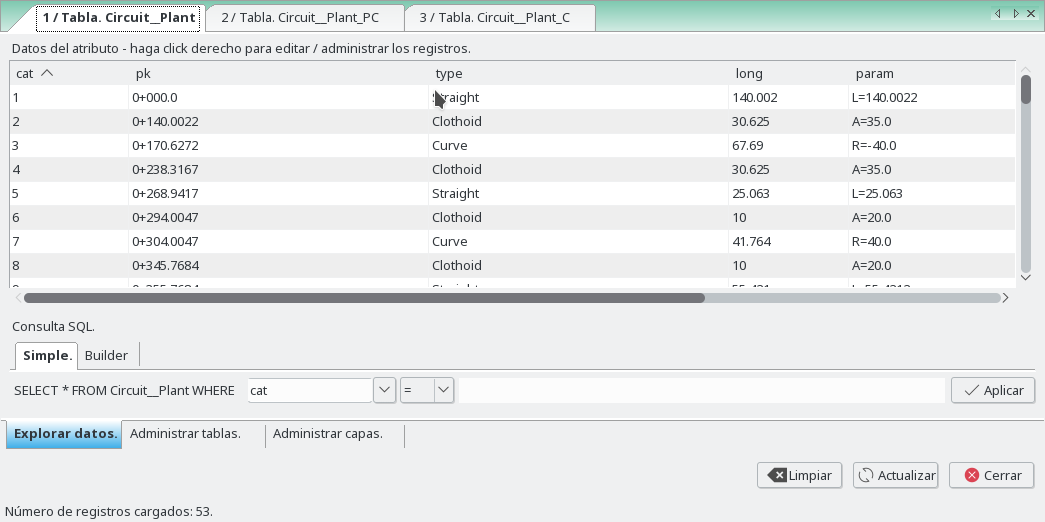 1 / Tabla. Circuit__Plant 2 / Tabla. Circuit__Plant_PC 3 / Tabla. Circuit__Plant_C
Datos del atributo - haga click derecho para editar / administrar los registros.
cat pk type long param
1 0+000.0 Straight 140.002 L=140.0022
2 0+140.0022 Clothoid 30.625 A=35.0
3 0+170.6272 Curve 67.69 R=-40.0
4 0+238.3167 Clothoid 30.625 A=35.0
5 0+268.9417 Straight 25.063 L=25.063
6 0+294.0047 Clothoid 10 A=20.0
7 0+304.0047 Curve 41.764 R=40.0
8 0+345.7684 Clothoid 10 A=20.0
Consulta SQL.
Simple. Builder
SELECT * FROM Circuit__Plant WHERE cat = Aplicar
Explorar datos. Administrar tablas. Administrar capas.
Limpiar Actualizar Cerrar
Número de registros cargados: 53.